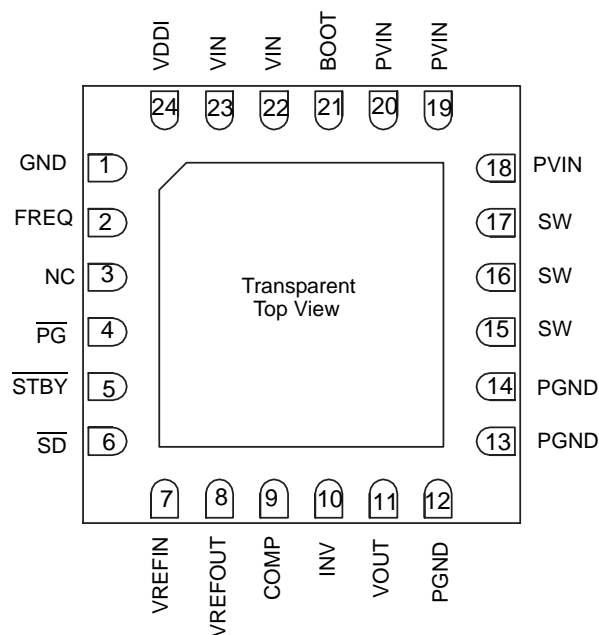 VDDI
VIN
VIN
BOOT
PVIN
PVIN
24
23
22
21
20
19
GND 1
FREQ 2
NC 3
PG 4
STBY 5
SD 6
Transparent
Top View
18 PVIN
17 SW
16 SW
15 SW
14 PGND
13 PGND
7
8
9
10
11
12
VREFIN
VREFOUT
COMP
INV
VOUT
PGND